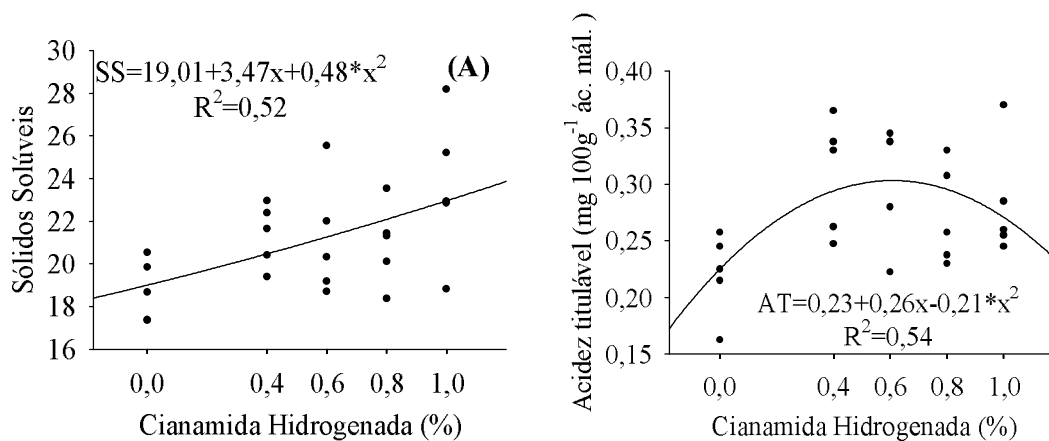 Sólidos Solúveis
30
28
26
24
22
20
18
16
SS=19,01+3,47x+0,48*x²
R²=0,52
(A)
0,0 0,4 0,6 0,8 1,0
Cianamida Hidrogenada (%)
Acidez titulável (mg 100g⁻¹ ác. mál. )
0,40
0,35
0,30
0,25
0,20
0,15
AT=0,23+0,26x-0,21*x²
R²=0,54
0,0 0,4 0,6 0,8 1,0
Cianamida Hidrogenada (%)